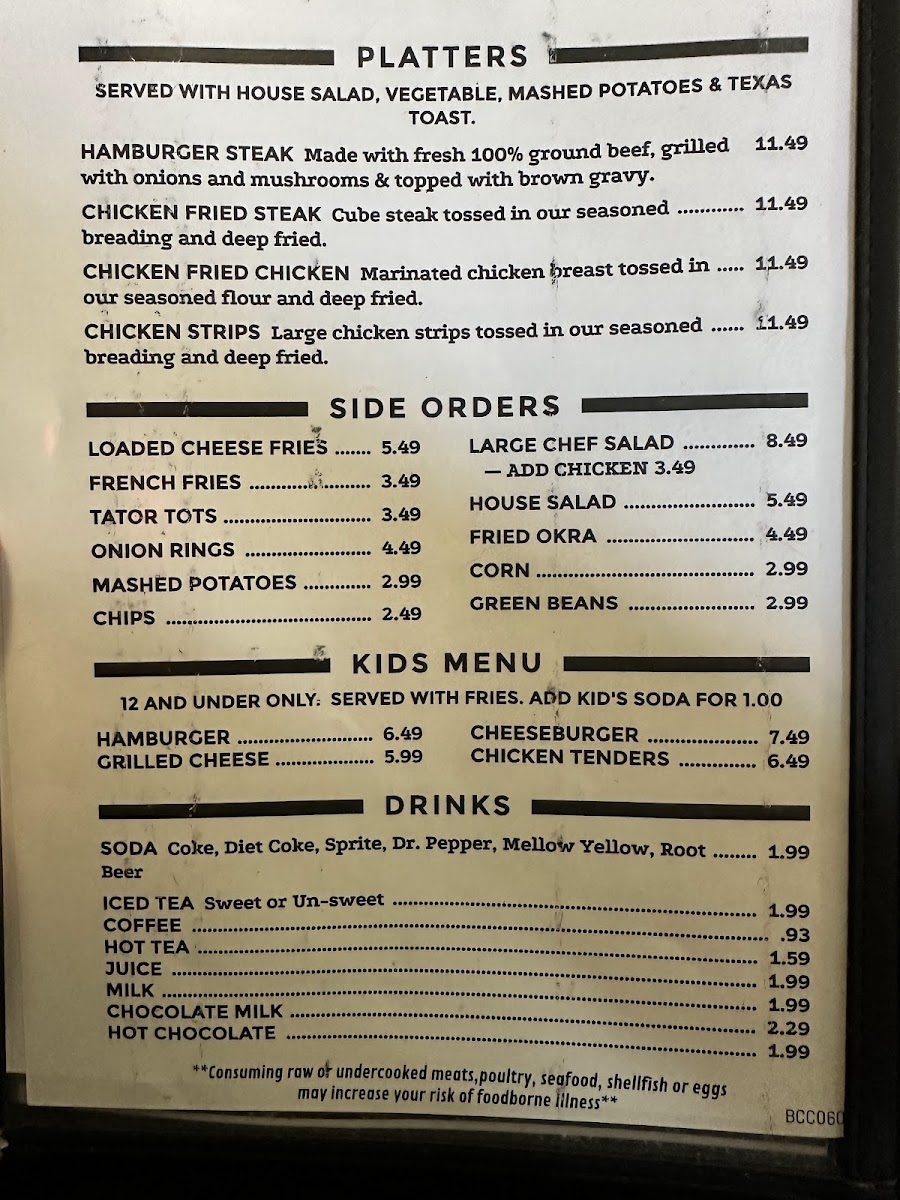 PLATTERS
SERVED WITH HOUSE SALAD, VEGETABLE, MASHED POTATOES & TEXAS
TOAST.
HAMBURGER STEAK Made with fresh 100% ground beef, grilled 11.49
with onions and mushrooms & topped with brown gravy.
CHICKEN FRIED STEAK Cube steak tossed in our seasoned ............ 11.49
breading and deep fried.
CHICKEN FRIED CHICKEN Marinated chicken breast tossed in ..... 11.49
our seasoned flour and deep fried.
CHICKEN STRIPS Large chicken strips tossed in our seasoned ...... 11.49
breading and deep fried.
SIDE ORDERS
LOADED CHEESE FRIES ....... 5.49
FRENCH FRIES ....................... 3.49
TATOR TOTS ............................ 3.49
ONION RINGS ........................ 4.49
MASHED POTATOES ............. 2.99
CHIPS ....................................... 2.49
LARGE CHEF SALAD ............. 8.49
— ADD CHICKEN 3.49
HOUSE SALAD ......................... 5.49
FRIED OKRA ............................ 4.49
CORN ......................................... 2.99
GREEN BEANS ........................ 2.99
KIDS MENU
12 AND UNDER ONLY. SERVED WITH FRIES. ADD KID'S SODA FOR 1.00
HAMBURGER .......................... 6.49
GRILLED CHEESE ................... 5.99
CHEESEBURGER ..................... 7.49
CHICKEN TENDERS ............... 6.49
DRINKS
SODA Coke, Diet Coke, Sprite, Dr. Pepper, Mellow Yellow, Root ........ 1.99
Beer
ICED TEA Sweet or Un-sweet ..................................................................... 1.99
COFFEE ............................................................................................................. .93
HOT TEA ......................................................................................................... 1.59
JUICE .............................................................................................................. 1.99
MILK ................................................................................................................ 1.99
CHOCOLATE MILK ........................................................................................ 2.29
HOT CHOCOLATE ......................................................................................... 1.99
**Consuming raw or undercooked meats,poultry, seafood, shellfish or eggs
may increase your risk of foodborne illness**
BCC060